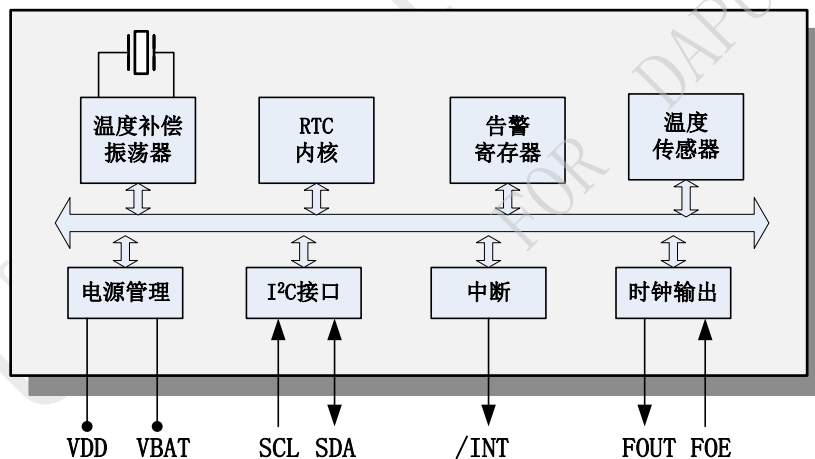 温度补偿
振荡器
RTC
内核
告警
寄存器
温度
传感器
电源管理
I²C接口
中断
时钟输出
VDD VBAT SCL SDA /INT FOUT FOE
FOR DAPU